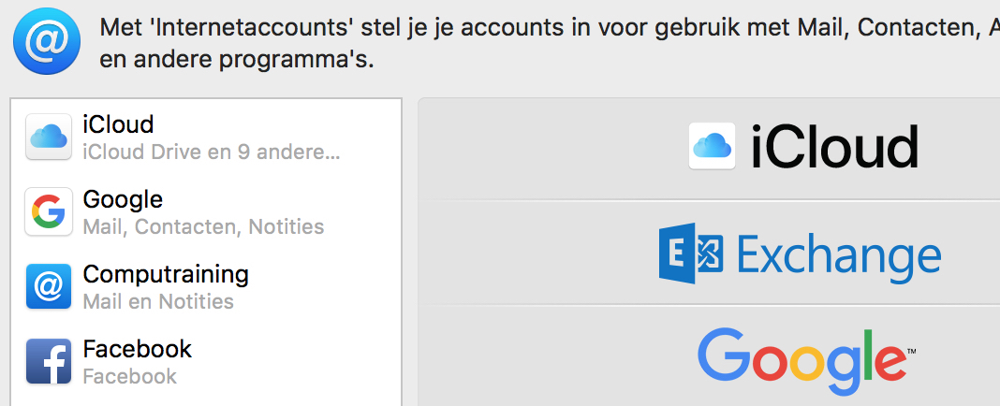 Met 'Internetaccounts' stel je je accounts in voor gebruik met Mail, Contacten,
en andere programma's.
iCloud
iCloud Drive en 9 andere...
Google
Mail, Contacten, Notities
Computraining
Mail en Notities
Facebook
Facebook
iCloud
Exchange
Google™